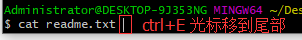 Administrator@DESKTOP-9J353NG MINGW64 ~/Des
$ cat readme.txt ctrl+E 光标移到尾部